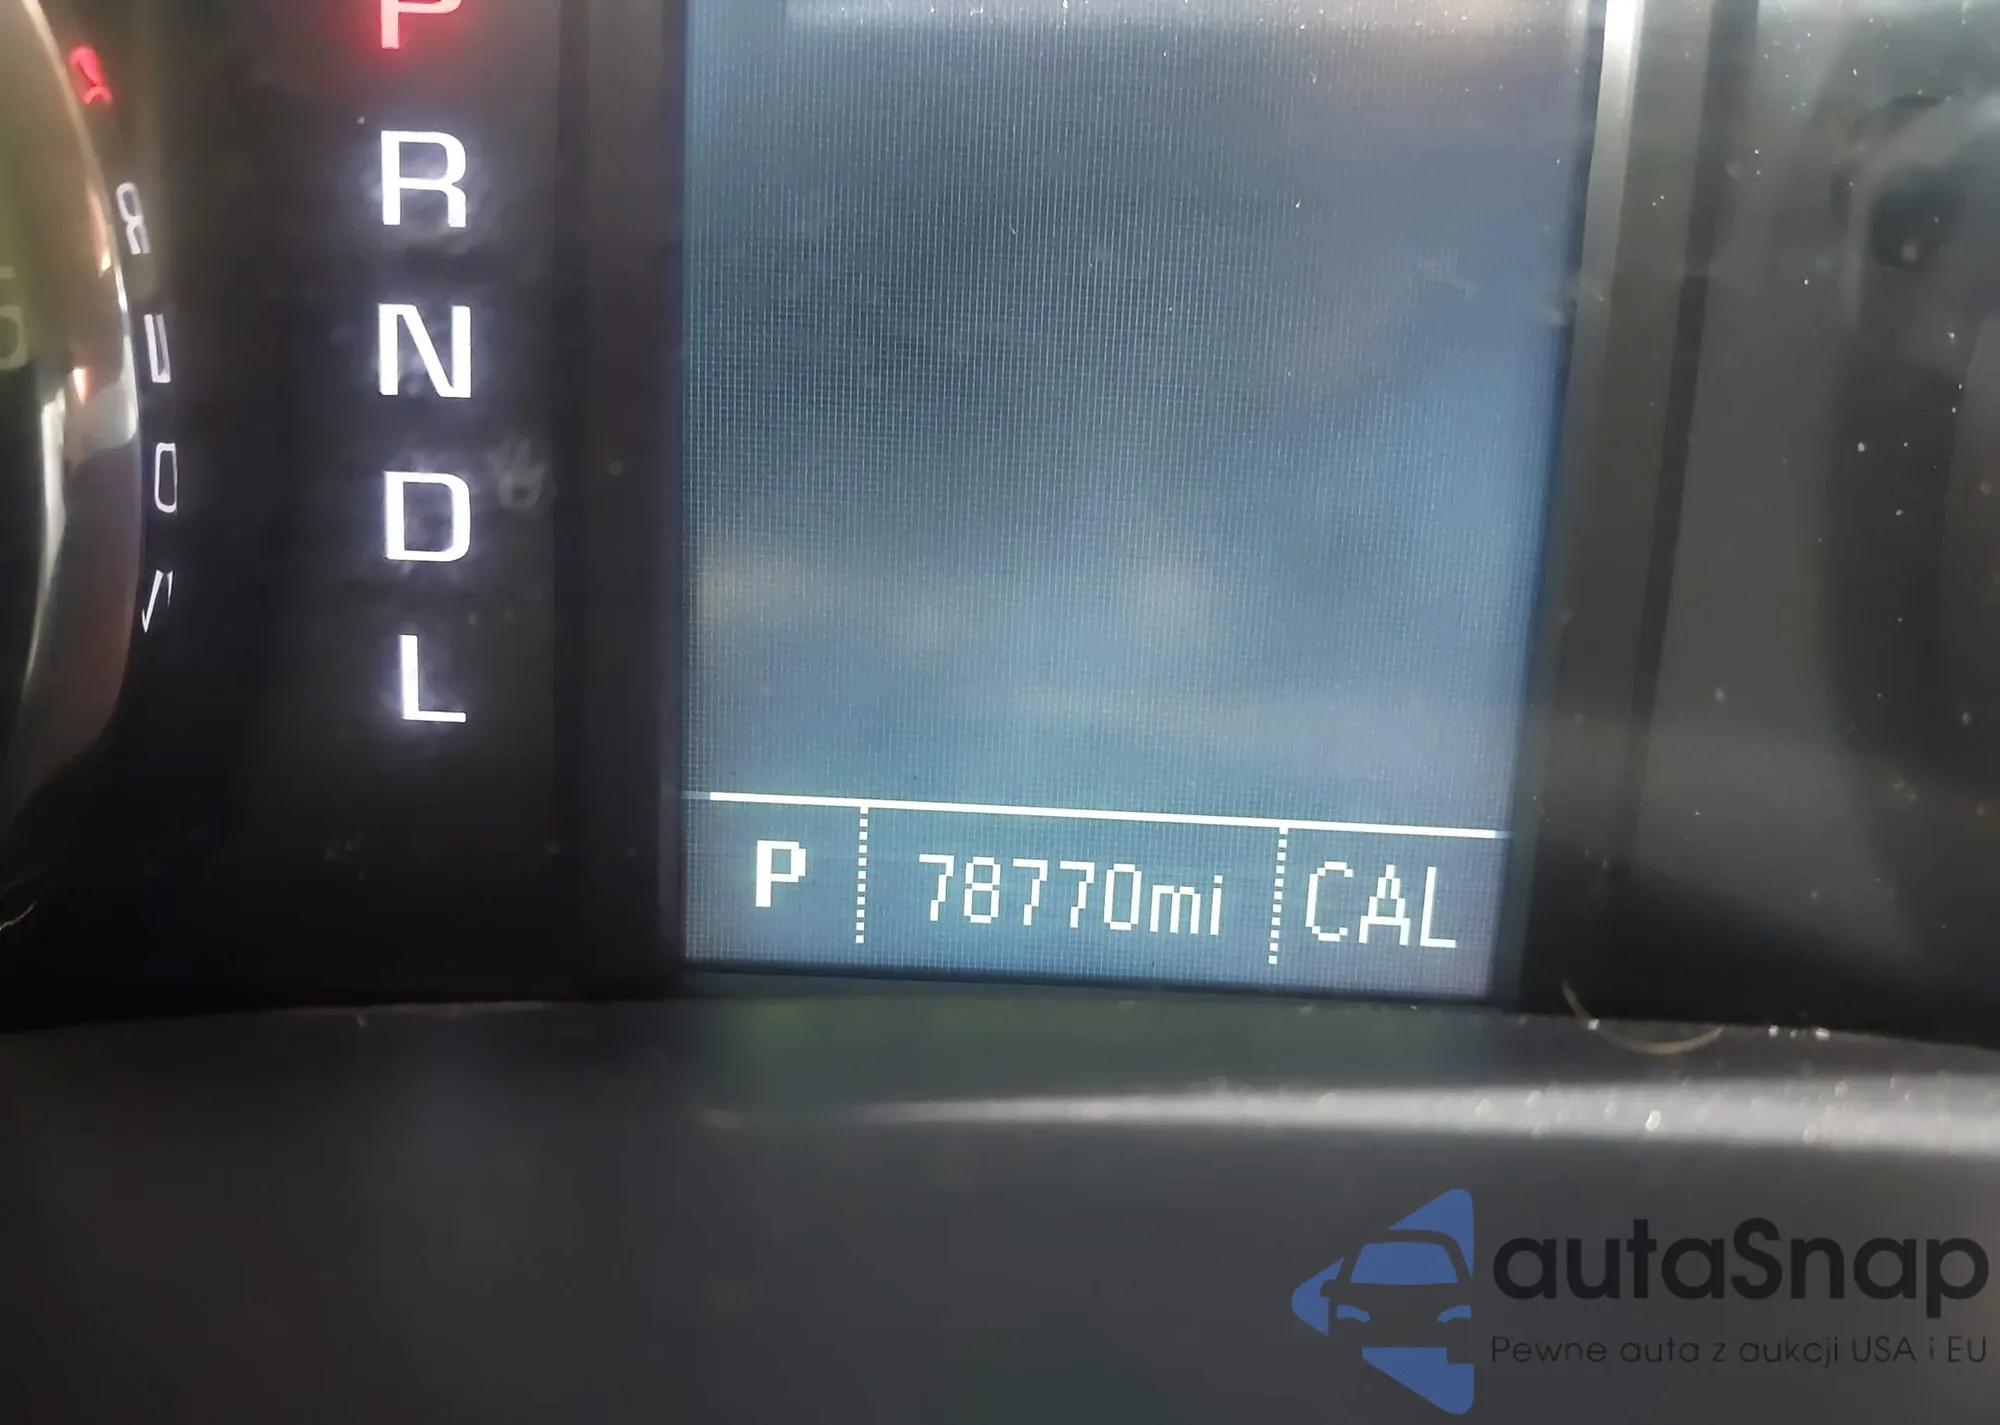 P
R
N
D
L
P 78770mi CAL
autaSnap
Pewne auta z aukcji USA i EU